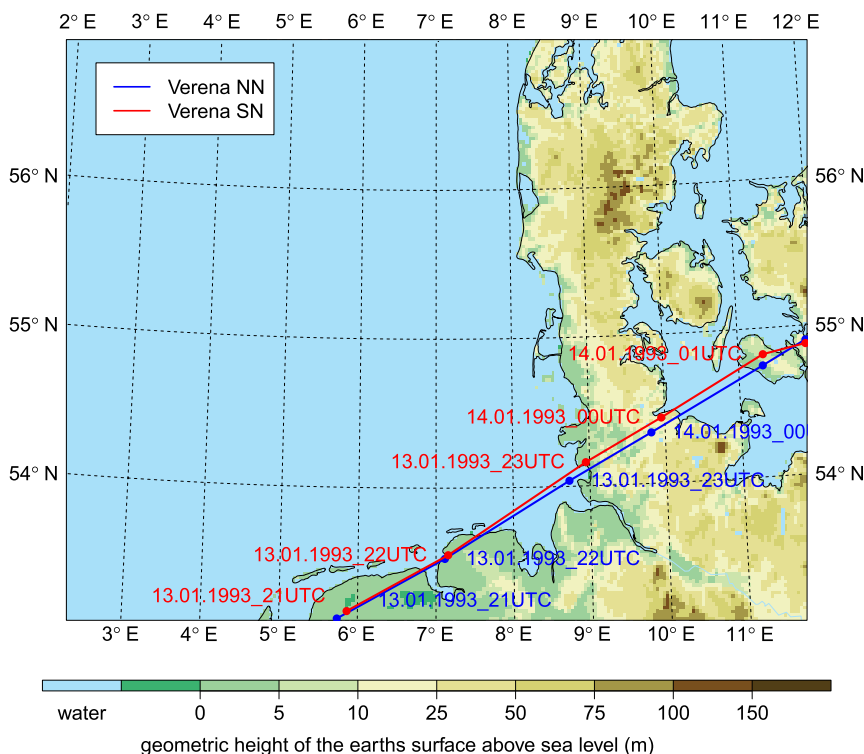 2° E 3° E 4° E 5° E 6° E 7° E 8° E 9° E 10° E 11° E 12° E
Verena NN
Verena SN
56° N 56° N
55° N 55° N
14.01.1993_01UTC
14.01.1993_00UTC
14.01.1993_00U
13.01.1993_23UTC
54° N 54° N
13.01.1993_23UTC
13.01.1993_22UTC
13.01.1993_22UTC
13.01.1993_21UTC
13.01.1993_21UTC
3° E 4° E 5° E 6° E 7° E 8° E 9° E 10° E 11° E
water 0 5 10 25 50 75 100 150
geometric height of the earths surface above sea level (m)